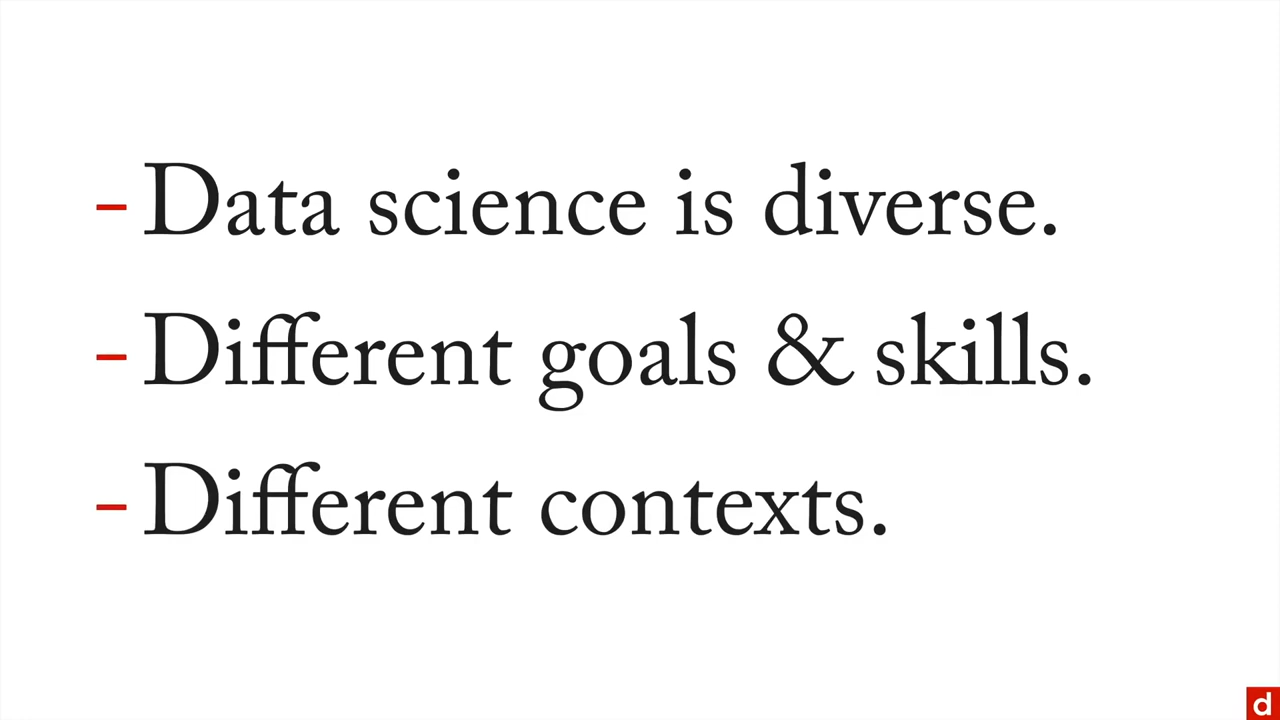 - Data science is diverse.
- Different goals & skills.
- Different contexts.
d